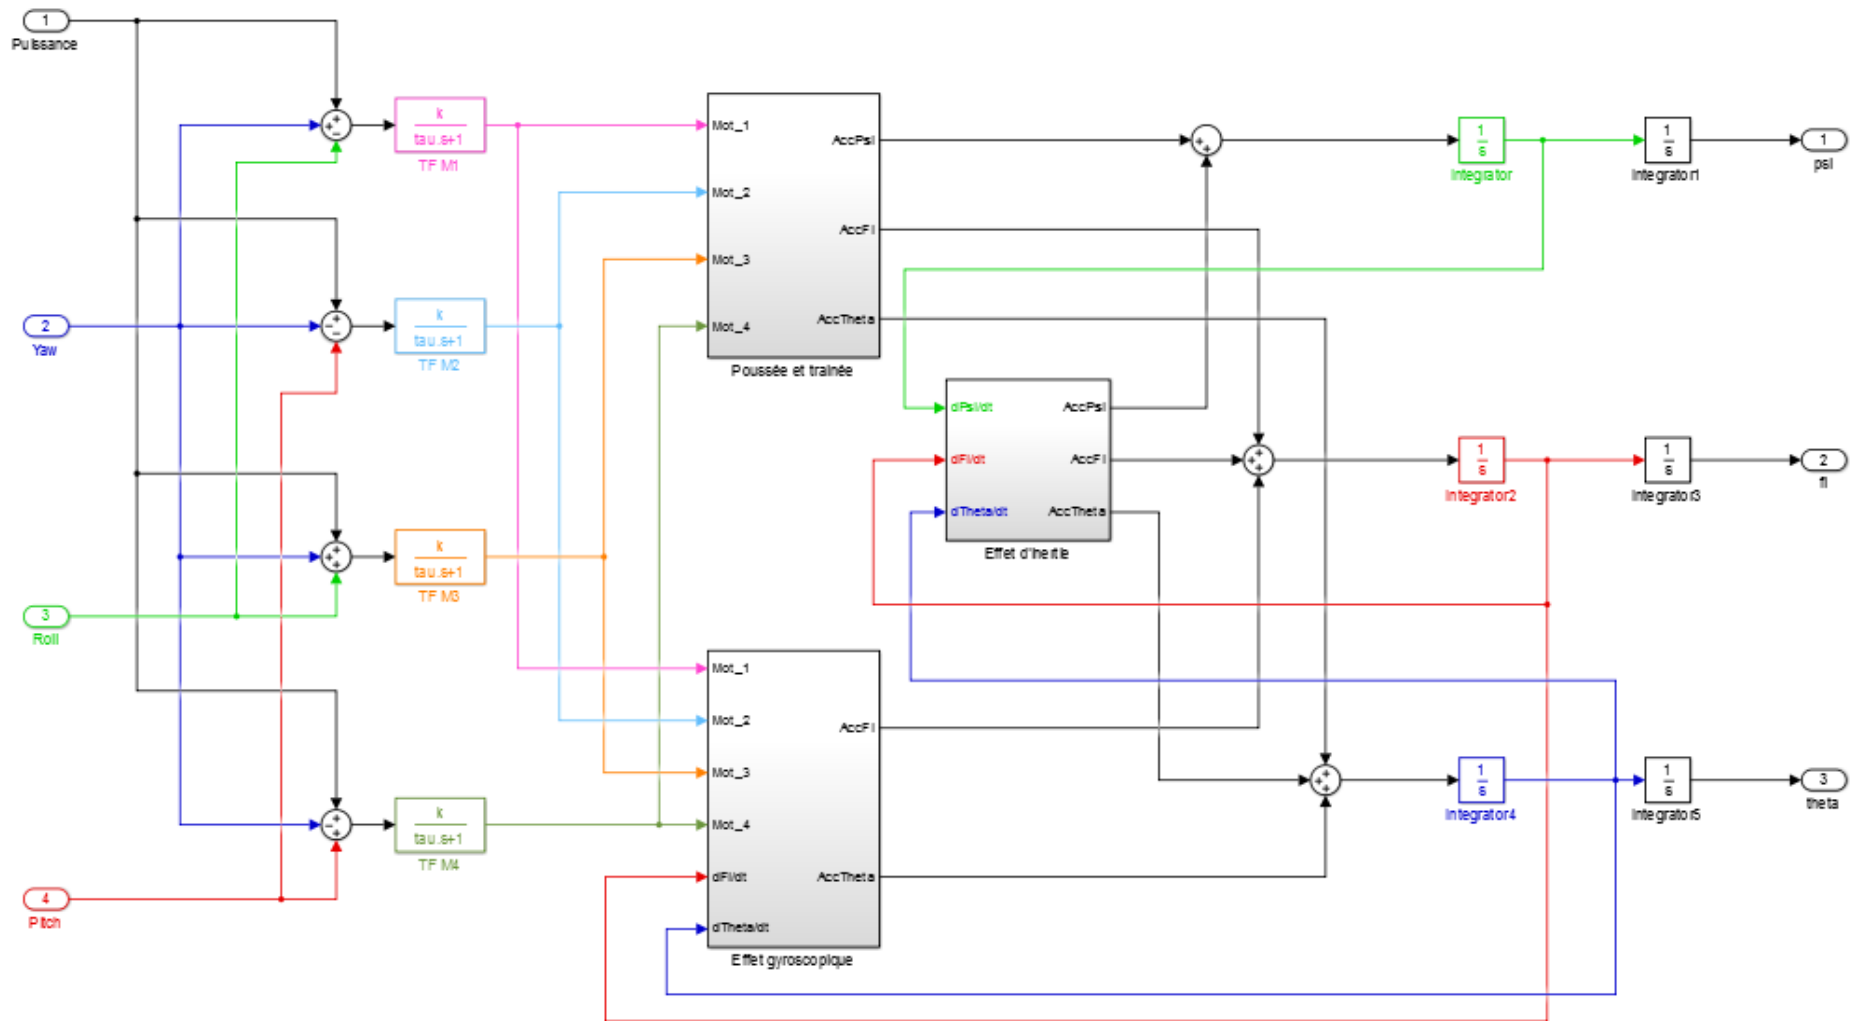 1
Puissance
2
Yaw
3
Roll
4
Pitch
+
+
−
+
−
−
+
+
+
+
−
+
k
tau.s+1
TF M1
k
tau.s+1
TF M2
k
tau.s+1
TF M3
k
tau.s+1
TF M4
Mot_1
Mot_2
Mot_3
Mot_4
AccPsi
AccFi
AccTheta
Poussée et traînée
dPsi/dt
dFi/dt
dTheta/dt
AccPsi
AccFi
AccTheta
Effet d'inertie
Mot_1
Mot_2
Mot_3
Mot_4
dFi/dt
dTheta/dt
AccFi
AccTheta
Effet gyroscopique
+
+
+
+
+
+
+
+
1
s
Integrator
1
s
Integrator1
1
psi
1
s
Integrator2
1
s
Integrator3
2
fi
1
s
Integrator4
1
s
Integrator5
3
theta